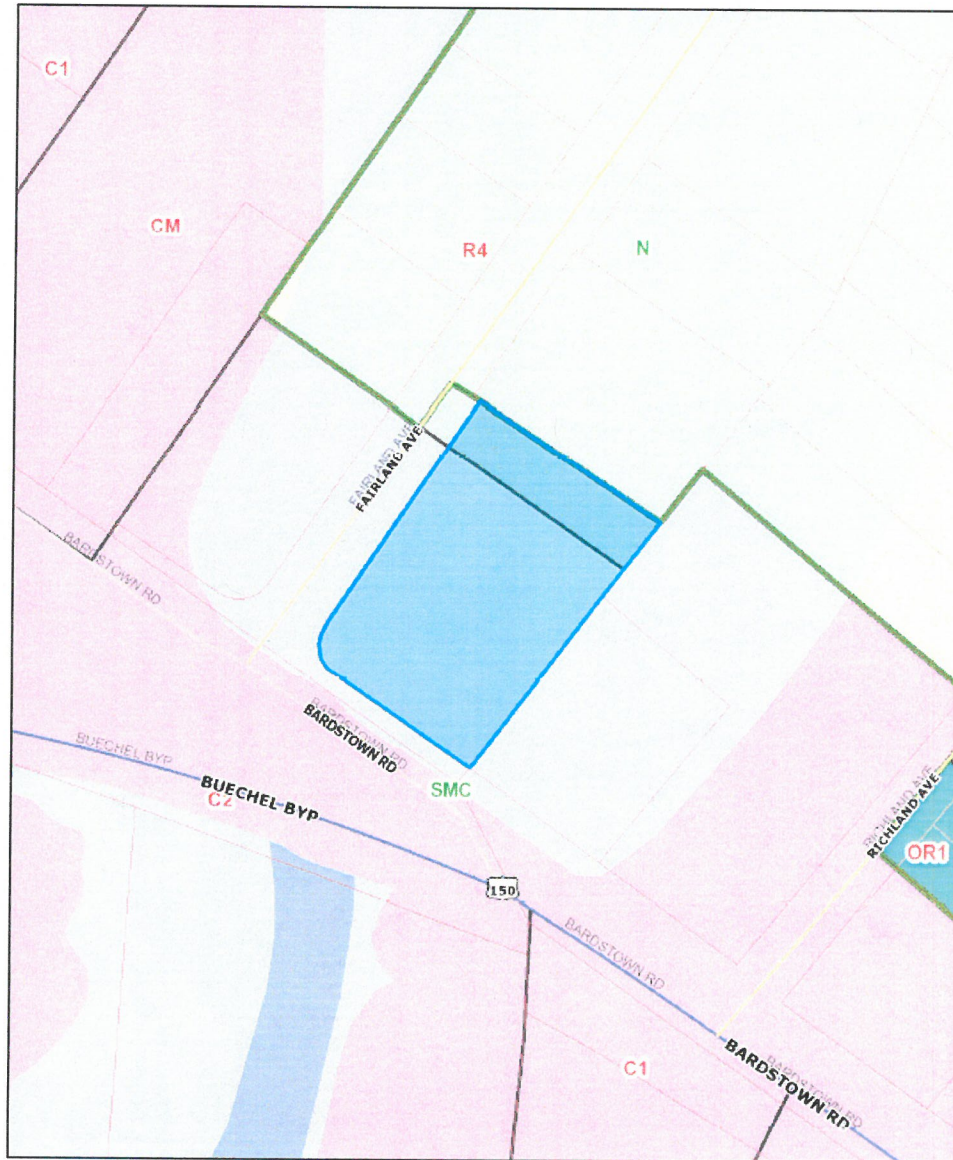 C1
CM
R4
N
FAIRLAND AVE
FAIRLAND AVE
BARDSTOWN RD
BARDSTOWN RD
BARDSTOWN RD
BUECHEL BYP
BUECHEL BYP
C2
SMC
RICHLAND AVE
RICHLAND AVE
OR1
150
BARDSTOWN RD
C1
BARDSTOWN RD
BARDSTOWN RD